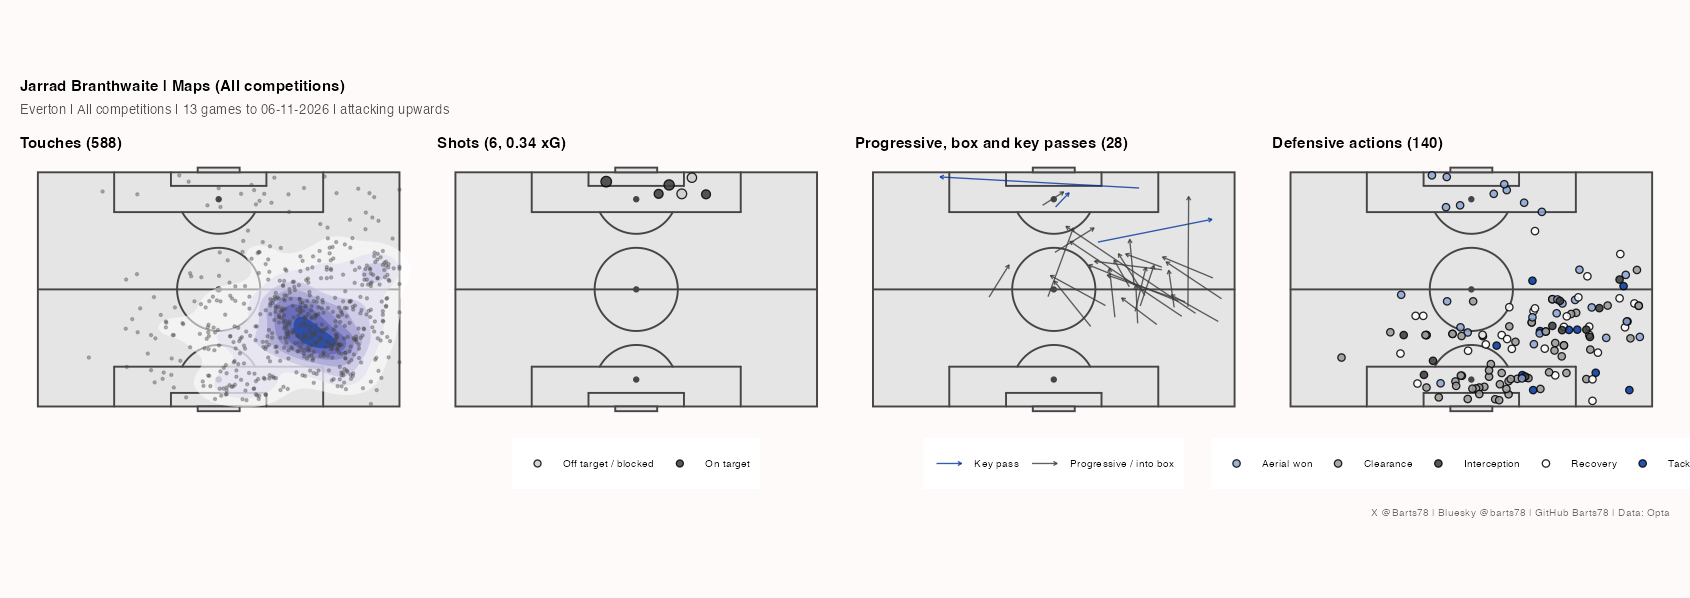 Jarrad Branthwaite | Maps (All competitions)
Everton | All competitions | 13 games to 06-11-2026 | attacking upwards
Touches (588)
Shots (6, 0.34 xG)
Progressive, box and key passes (28)
Defensive actions (140)
Off target / blocked
On target
Key pass
Progressive / into box
Aerial won
Clearance
Interception
Recovery
Tack
X @Barts78 | Bluesky @barts78 | GitHub Barts78 | Data: Opta